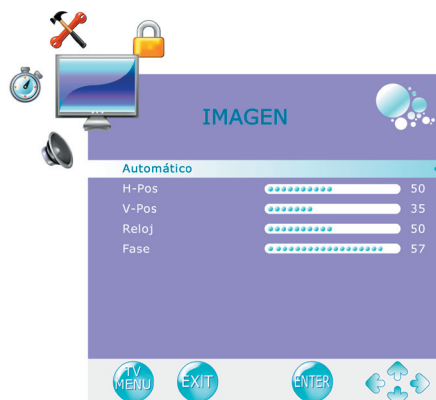 IMAGEN
Automático
H-Pos 50
V-Pos 35
Reloj 50
Fase 57
TV MENU EXIT ENTER